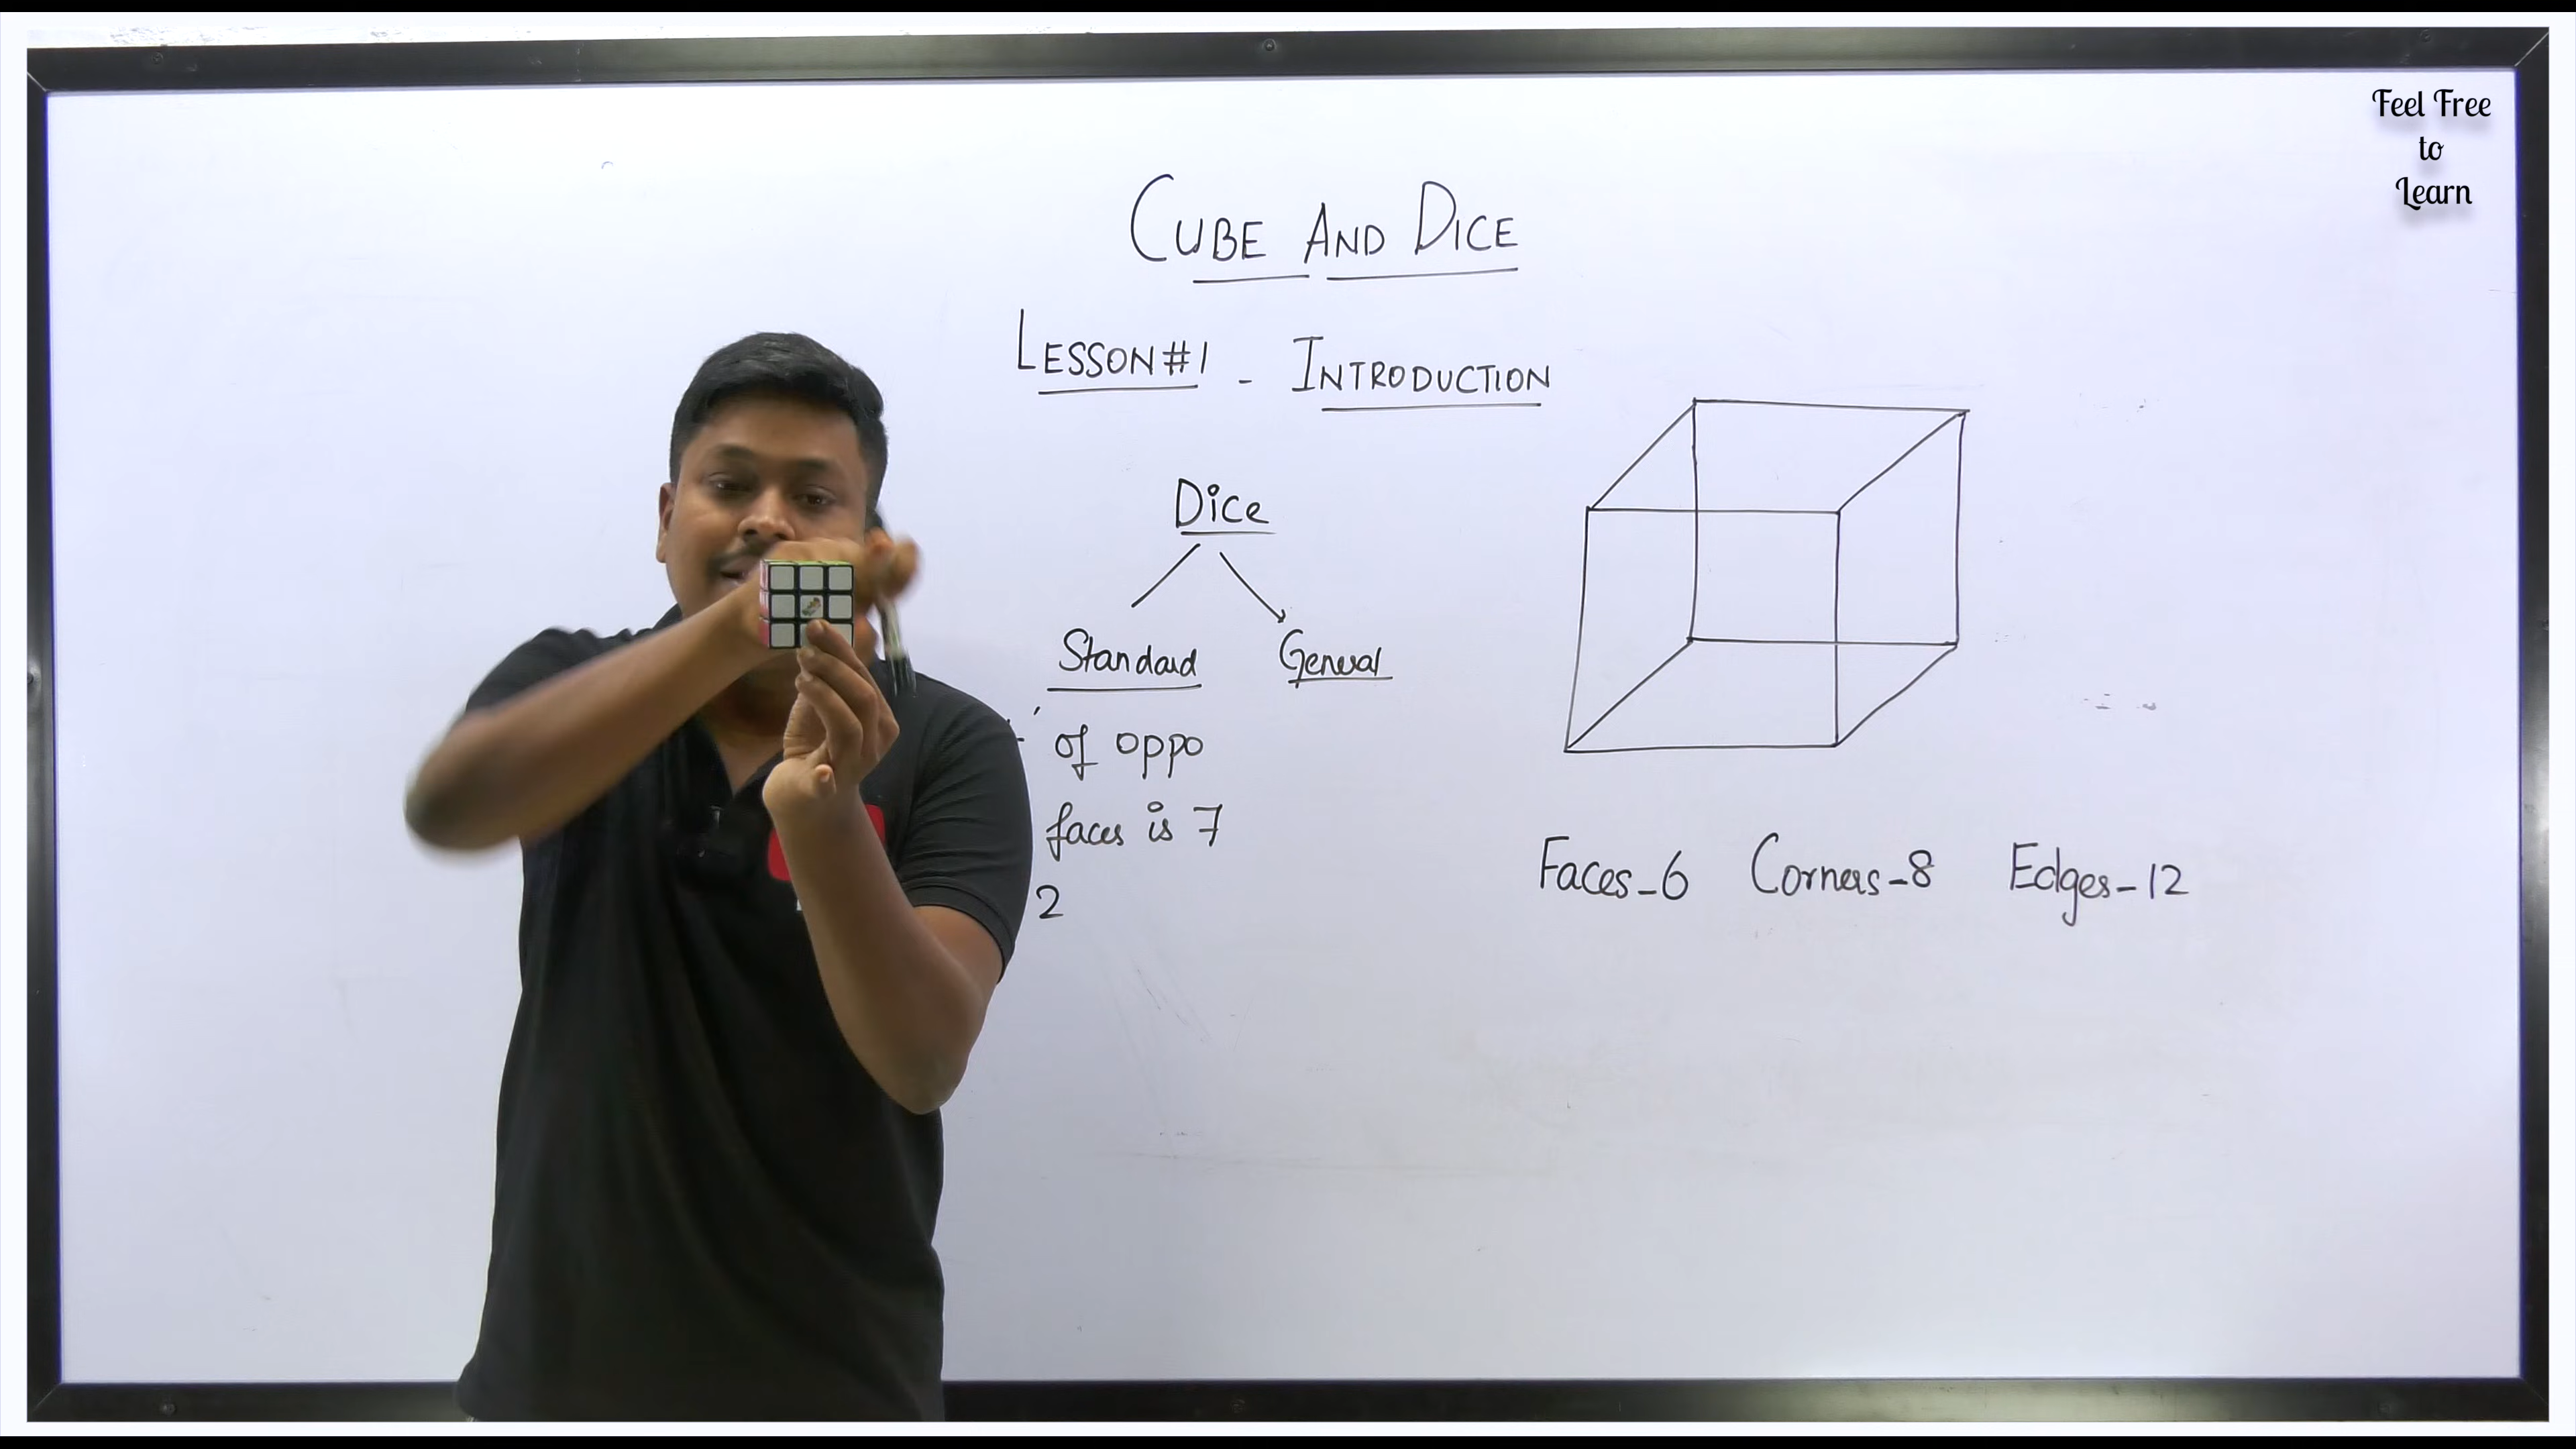 Feel Free
to
Learn
CUBE AND DICE
LESSON#1 - INTRODUCTION
Dice
Standard General
of oppo
faces is 7
2
Faces-6 Corners-8 Edges-12